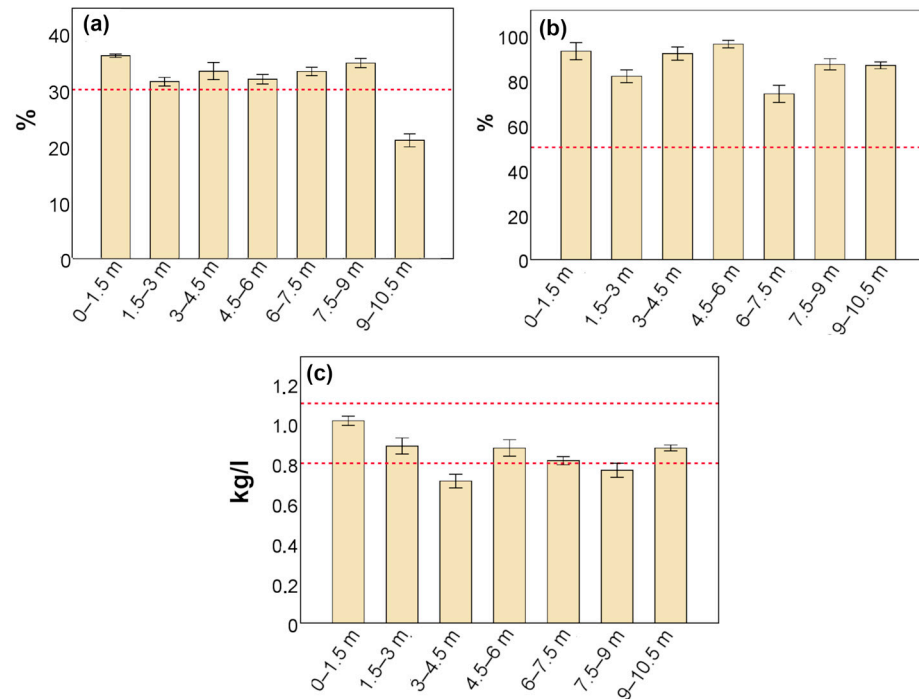 (a)
40
30
20
10
0
%
0–1.5 m
1.5–3 m
3–4.5 m
4.5–6 m
6–7.5 m
7.5–9 m
9–10.5 m
(b)
100
80
60
40
20
0
%
0–1.5 m
1.5–3 m
3–4.5 m
4.5–6 m
6–7.5 m
7.5–9 m
9–10.5 m
(c)
1.2
1.0
0.8
0.6
0.4
0.2
0
kg/l
0–1.5 m
1.5–3 m
3–4.5 m
4.5–6 m
6–7.5 m
7.5–9 m
9–10.5 m